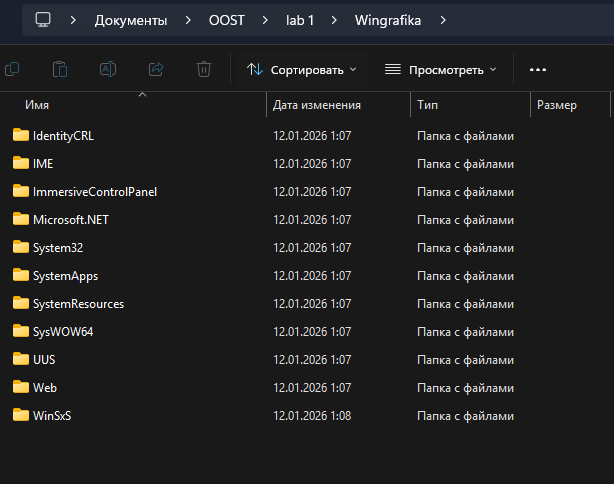 Документы > OOST > lab 1 > Wingrafika >
Сортировать Просмотреть
Имя Дата изменения Тип Размер
IdentityCRL 12.01.2026 1:07 Папка с файлами
IME 12.01.2026 1:07 Папка с файлами
ImmersiveControlPanel 12.01.2026 1:07 Папка с файлами
Microsoft.NET 12.01.2026 1:07 Папка с файлами
System32 12.01.2026 1:07 Папка с файлами
SystemApps 12.01.2026 1:07 Папка с файлами
SystemResources 12.01.2026 1:07 Папка с файлами
SysWOW64 12.01.2026 1:07 Папка с файлами
UUS 12.01.2026 1:07 Папка с файлами
Web 12.01.2026 1:07 Папка с файлами
WinSxS 12.01.2026 1:08 Папка с файлами